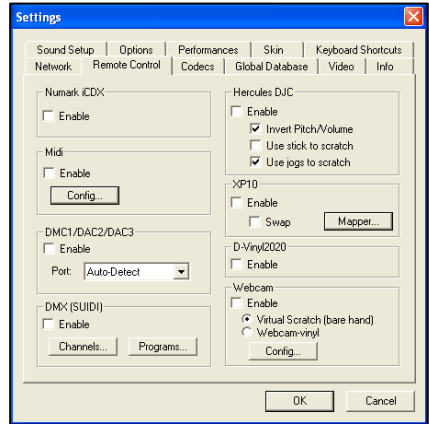 Settings
Sound Setup Options Performances Skin Keyboard Shortcuts
Network Remote Control Codecs Global Database Video Info
Numark iCDX
Enable
Midi
Enable
Config...
DMC1/DAC2/DAC3
Enable
Port: Auto-Detect
DMX (SUIDI)
Enable
Channels... Programs...
Hercules DJC
Enable
Invert Pitch/Volume
Use stick to scratch
Use jogs to scratch
XP10
Enable
Swap Mapper...
D-Vinyl2020
Enable
Webcam
Enable
Virtual Scratch (bare hand)
Webcam-vinyl
Config...
OK Cancel